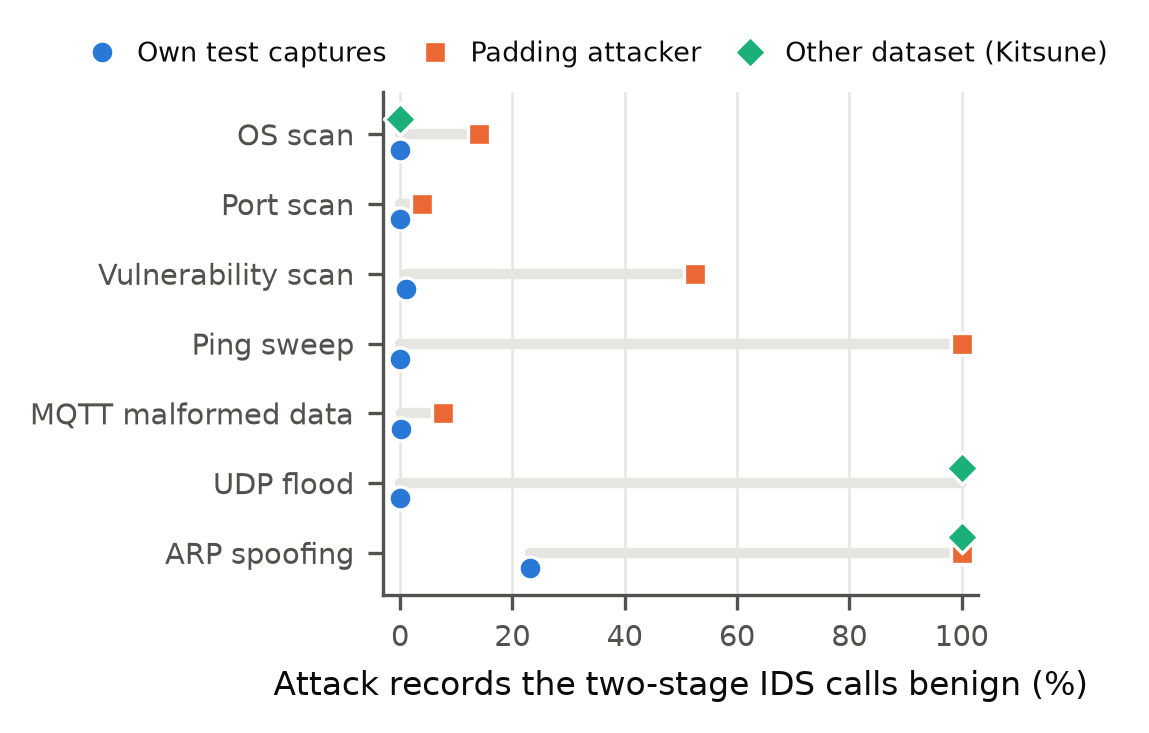 Own test captures Padding attacker Other dataset (Kitsune)
OS scan
Port scan
Vulnerability scan
Ping sweep
MQTT malformed data
UDP flood
ARP spoofing
0 20 40 60 80 100
Attack records the two-stage IDS calls benign (%)